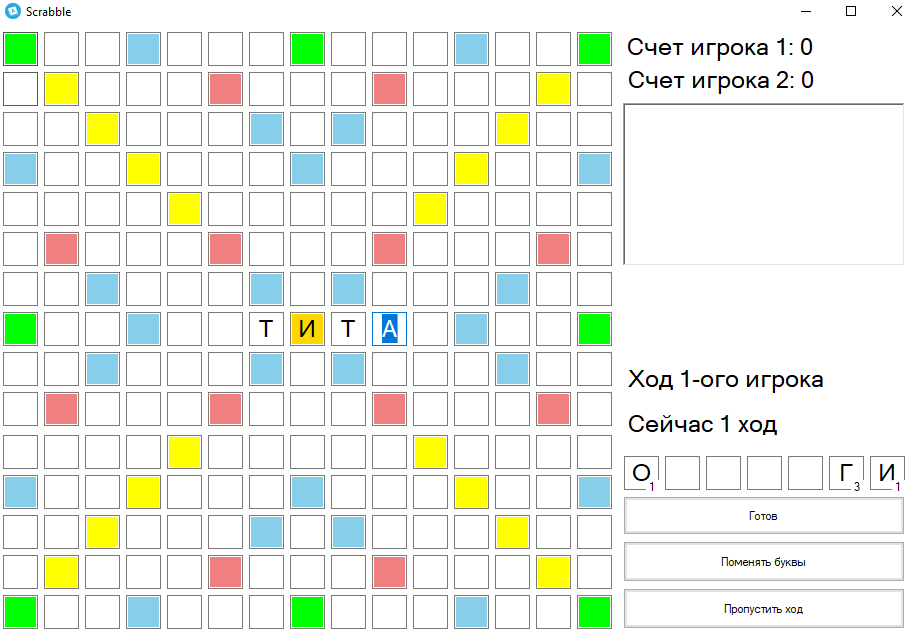 Scrabble
Счет игрока 1: 0
Счет игрока 2: 0
Т И Т А
Ход 1-ого игрока
Сейчас 1 ход
О 1 Г 3 И 1
Готов
Поменять буквы
Пропустить ход